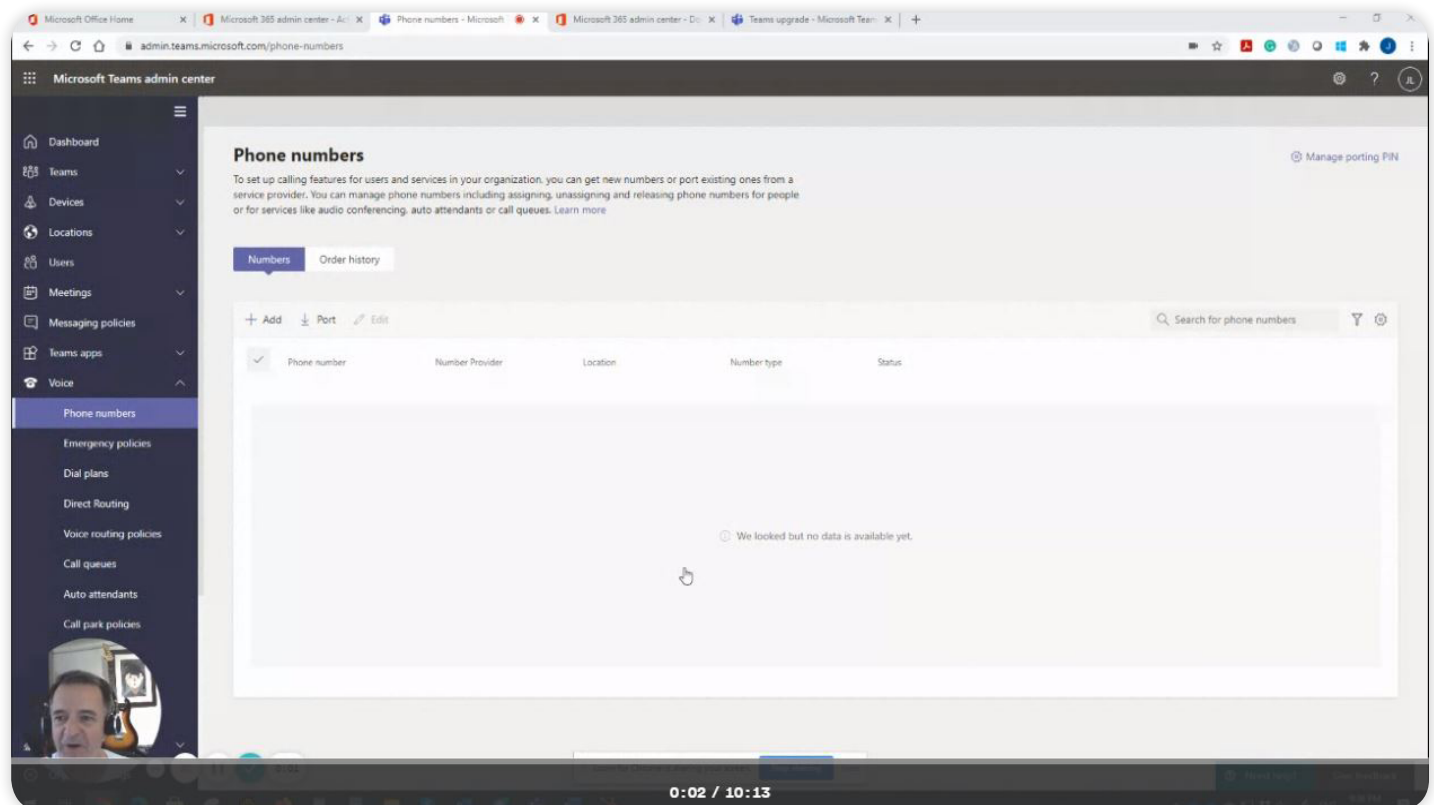 Microsoft Office Home
Microsoft 365 admin center - Ac
Phone numbers - Microsoft
Microsoft 365 admin center - Do
Teams upgrade - Microsoft Team
admin.teams.microsoft.com/phone-numbers
Microsoft Teams admin center
?
JL
Dashboard
Teams
Devices
Locations
Users
Meetings
Messaging policies
Teams apps
Voice
Phone numbers
Emergency policies
Dial plans
Direct Routing
Voice routing policies
Call queues
Auto attendants
Call park policies
Phone numbers
Manage porting PIN
To set up calling features for users and services in your organization, you can get new numbers or port existing ones from a
service provider. You can manage phone numbers including assigning, unassigning and releasing phone numbers for people
or for services like audio conferencing, auto attendants or call queues. Learn more
Numbers Order history
+ Add Port Edit
Search for phone numbers
Phone number Number Provider Location Number type Status
We looked but no data is available yet.
0:02 / 10:13